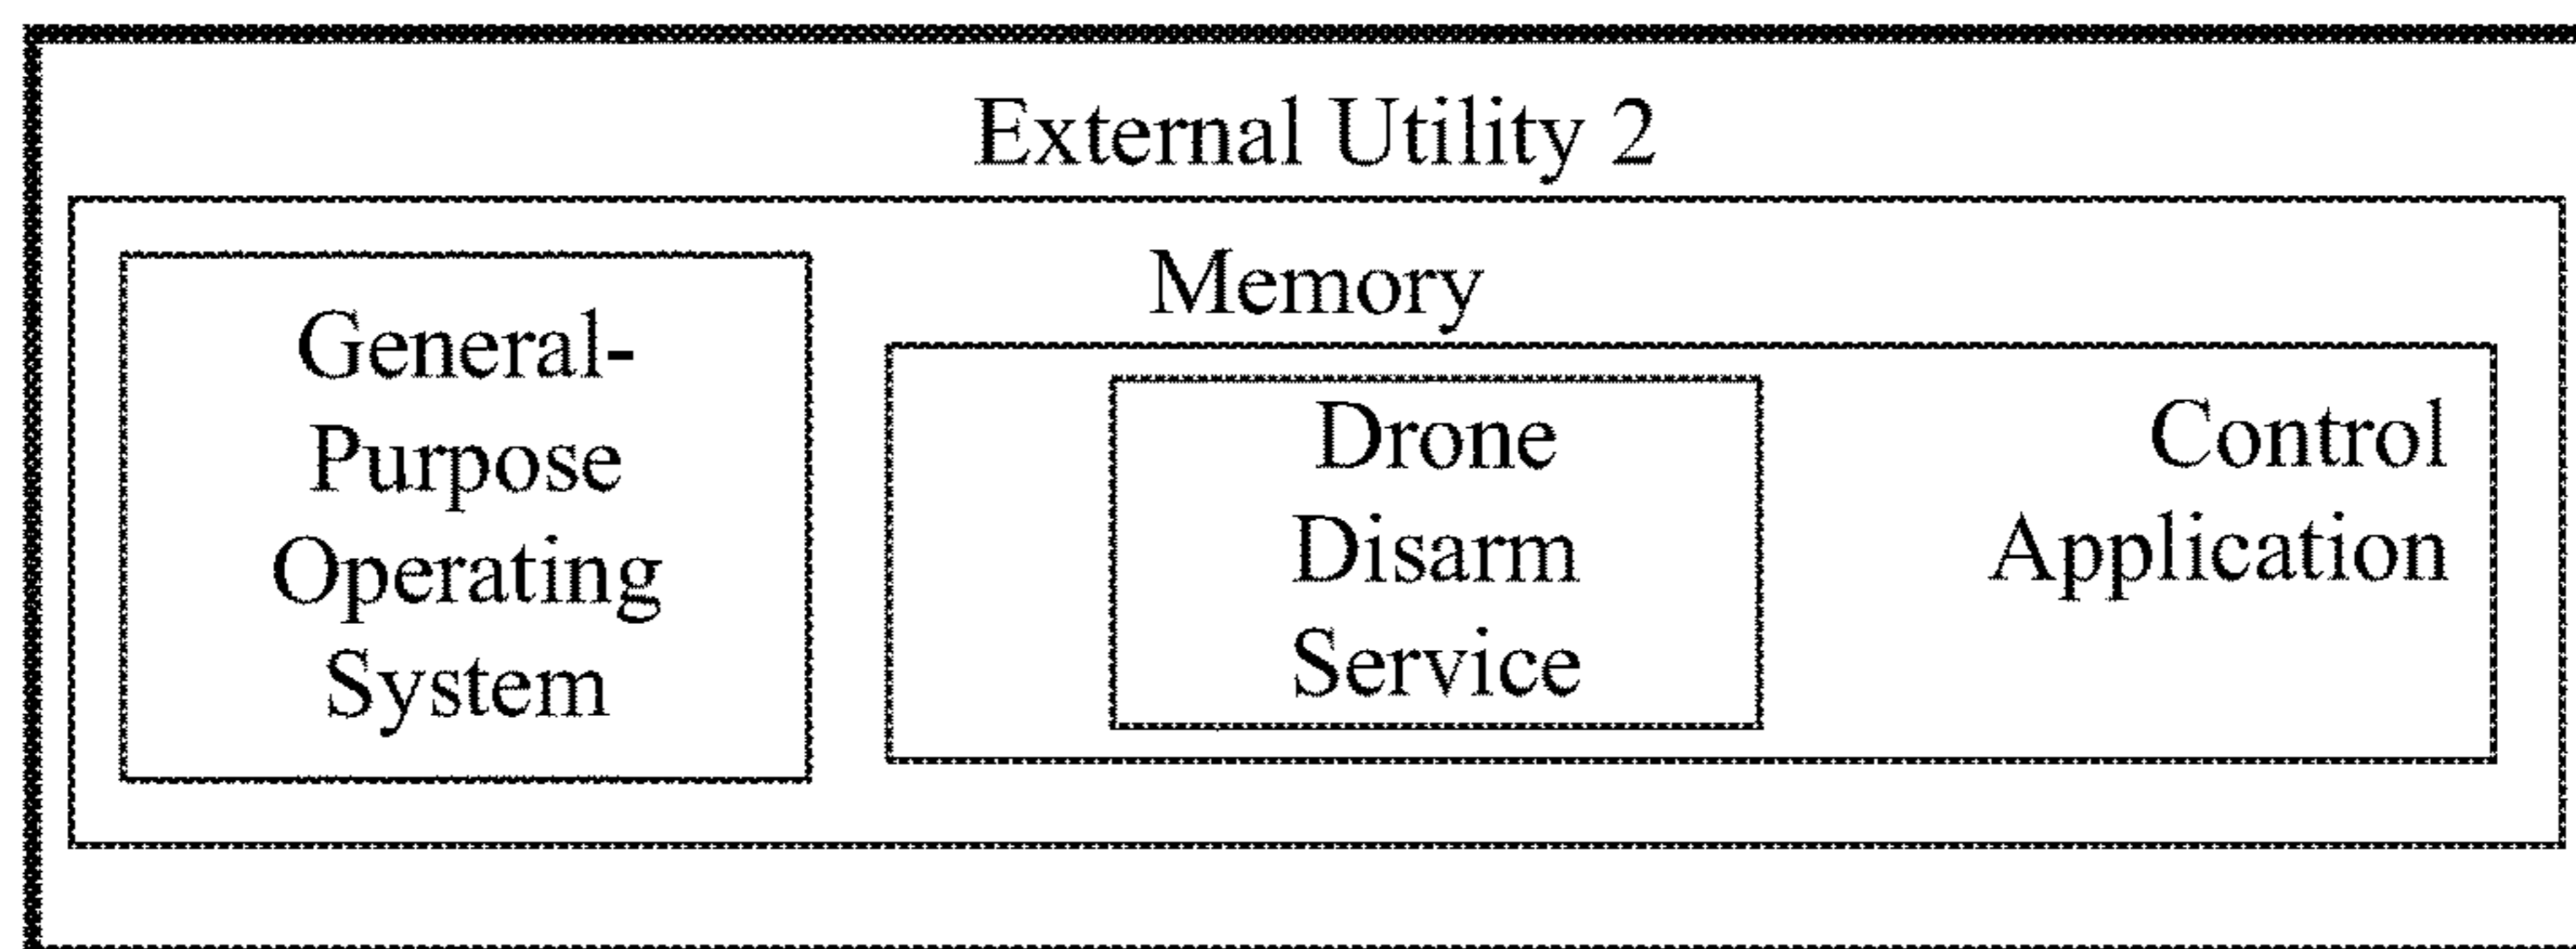 External Utility 2
Memory
General-
Purpose
Operating
System
Drone
Disarm
Service
Control
Application